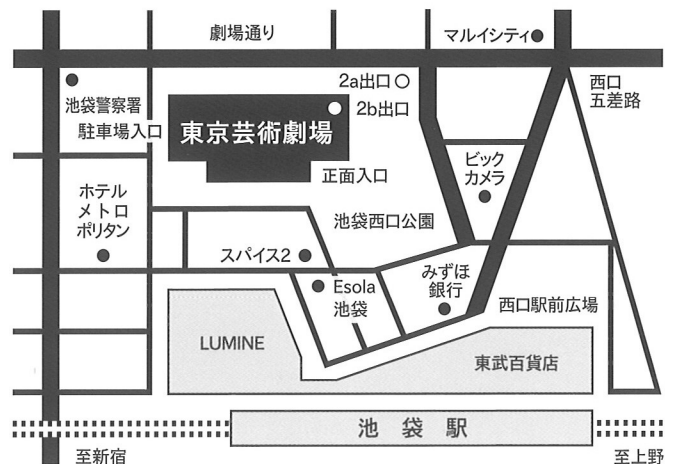 劇場通り
マルイシティ
2a出口
西口
五差路
池袋警察署
2b出口
駐車場入口
東京芸術劇場
ビック
カメラ
正面入口
ホテル
メトロ
ポリタン
池袋西口公園
スパイス2
みずほ
銀行
Esola
池袋
西口駅前広場
LUMINE
東武百貨店
池袋駅
至新宿
至上野